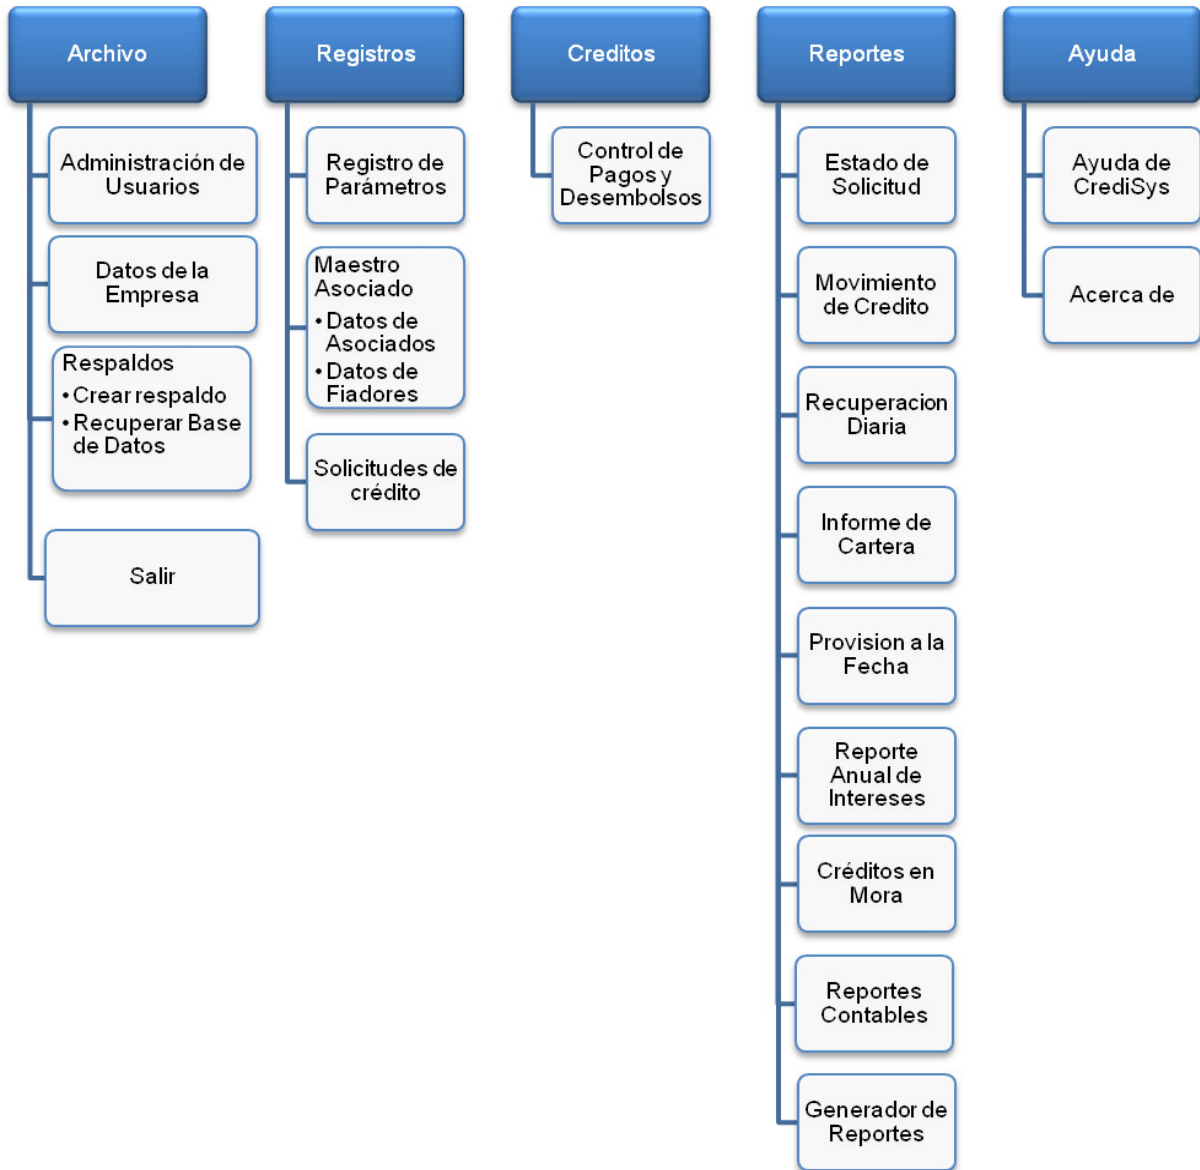 Archivo
Administración de
Usuarios
Datos de la
Empresa
Respaldos
• Crear respaldo
• Recuperar Base
de Datos
Salir
Registros
Registro de
Parámetros
Maestro
Asociado
• Datos de
Asociados
• Datos de
Fiadores
Solicitudes de
crédito
Creditos
Control de
Pagos y
Desembolsos
Reportes
Estado de
Solicitud
Movimiento
de Credito
Recuperacion
Diaria
Informe de
Cartera
Provision a la
Fecha
Reporte
Anual de
Intereses
Créditos en
Mora
Reportes
Contables
Generador de
Reportes
Ayuda
Ayuda de
CrediSys
Acerca de